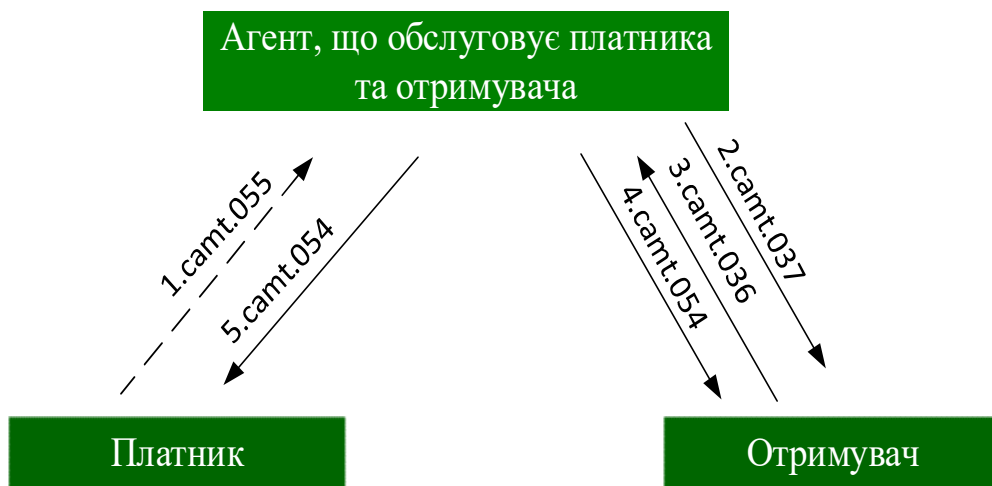 Агент, що обслуговує платника
та отримувача
1.camt.055
5.camt.054
4.camt.054
3.camt.036
2.camt.037
Платник
Отримувач